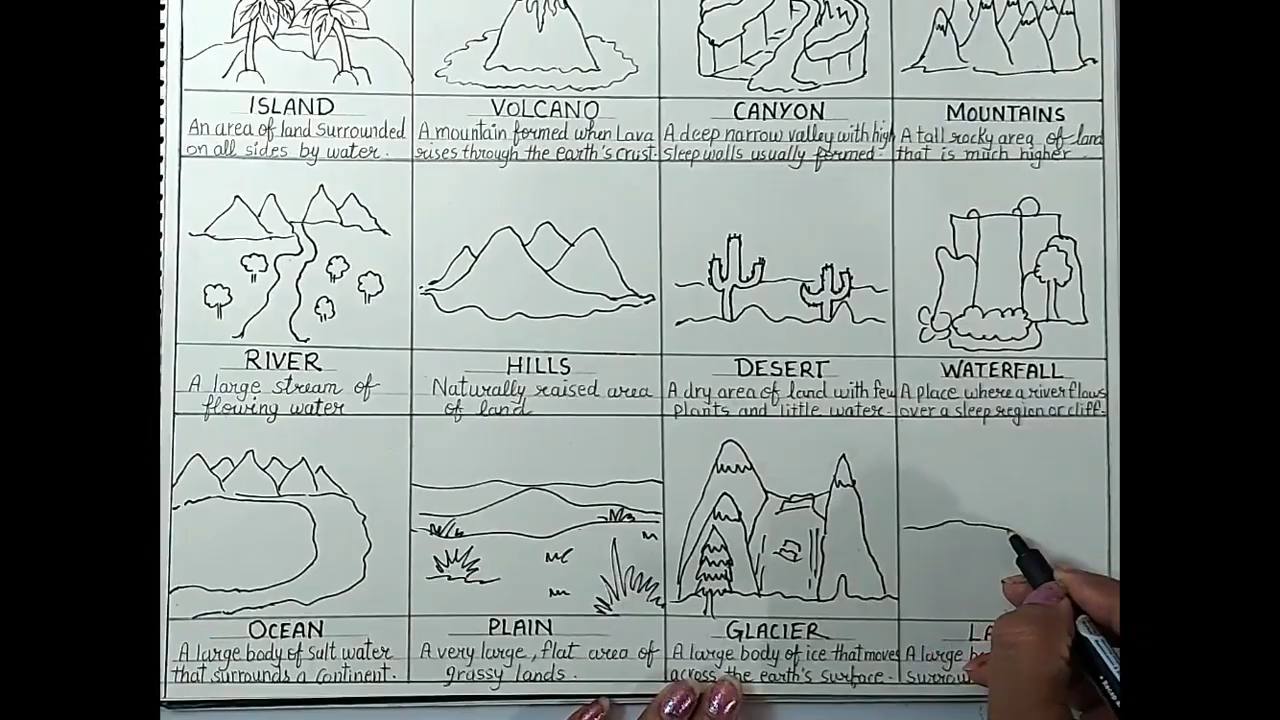 ISLAND
An area of land surrounded
on all sides by water.
VOLCANO
A mountain formed when Lava
rises through the earth's crust.
CANYON
A deep narrow valley with high
sleep walls usually formed.
MOUNTAINS
A tall rocky area of land
that is much higher
RIVER
A large stream of
flowing water
HILLS
Naturally raised area
of land
DESERT
A dry area of land with few
plants and little water.
WATERFALL
A place where a river flows
over a sleep region or cliff.
OCEAN
A large body of salt water
that surrounds a continent.
PLAIN
A very large, flat area of
grassy lands.
GLACIER
A large body of ice that moves
across the earth's surface.
LA
A large b
surrou